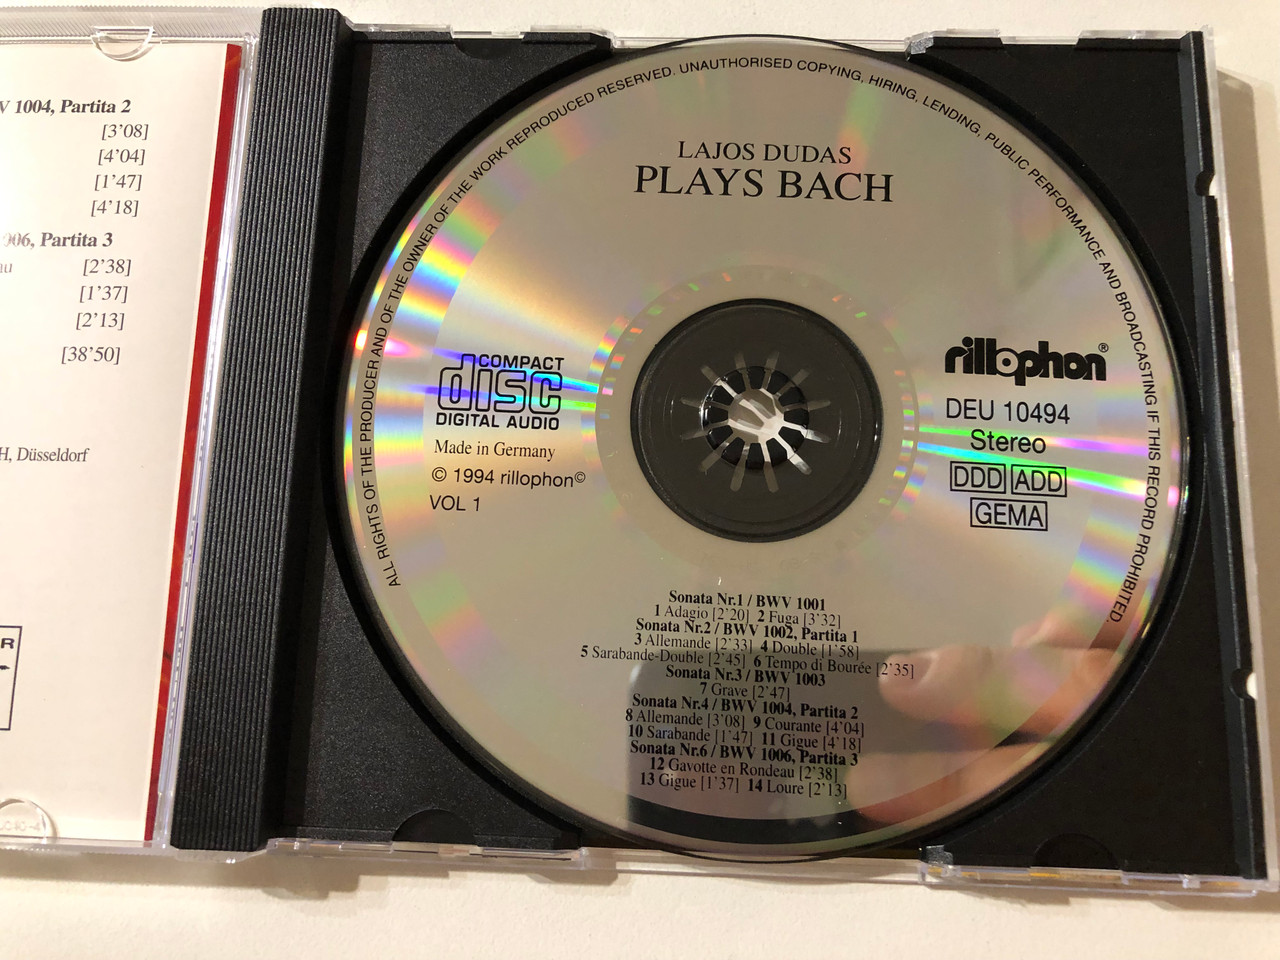 V 1004, Partita 2
[3'08]
[4'04]
[1'47]
[4'18]
006, Partita 3
au [2'38]
[1'37]
[2'13]
[38'50]
H, Düsseldorf
R
ALL RIGHTS OF THE PRODUCER AND OF THE OWNER OF THE WORK REPRODUCED RESERVED. UNAUTHORISED COPYING, HIRING, LENDING, PUBLIC PERFORMANCE AND BROADCASTING IF THIS RECORD PROHIBITED.
LAJOS DUDAS
PLAYS BACH
COMPACT
disc
DIGITAL AUDIO
Made in Germany
© 1994 rillophon©
VOL 1
rillophon®
DEU 10494
Stereo
DDD ADD
GEMA
Sonata Nr.1 / BWV 1001
1 Adagio [2'20] 2 Fuga [3'32]
Sonata Nr.2 / BWV 1002, Partita 1
3 Allemande [2'33] 4 Double [1'58]
5 Sarabande-Double [2'45] 6 Tempo di Bourée [2'35]
Sonata Nr.3 / BWV 1003
7 Grave [2'47]
Sonata Nr.4 / BWV 1004, Partita 2
8 Allemande [3'08] 9 Courante [4'04]
10 Sarabande [1'47] 11 Gigue [4'18]
Sonata Nr.6 / BWV 1006, Partita 3
12 Gavotte en Rondeau [2'38]
13 Gigue [1'37] 14 Loure [2'13]